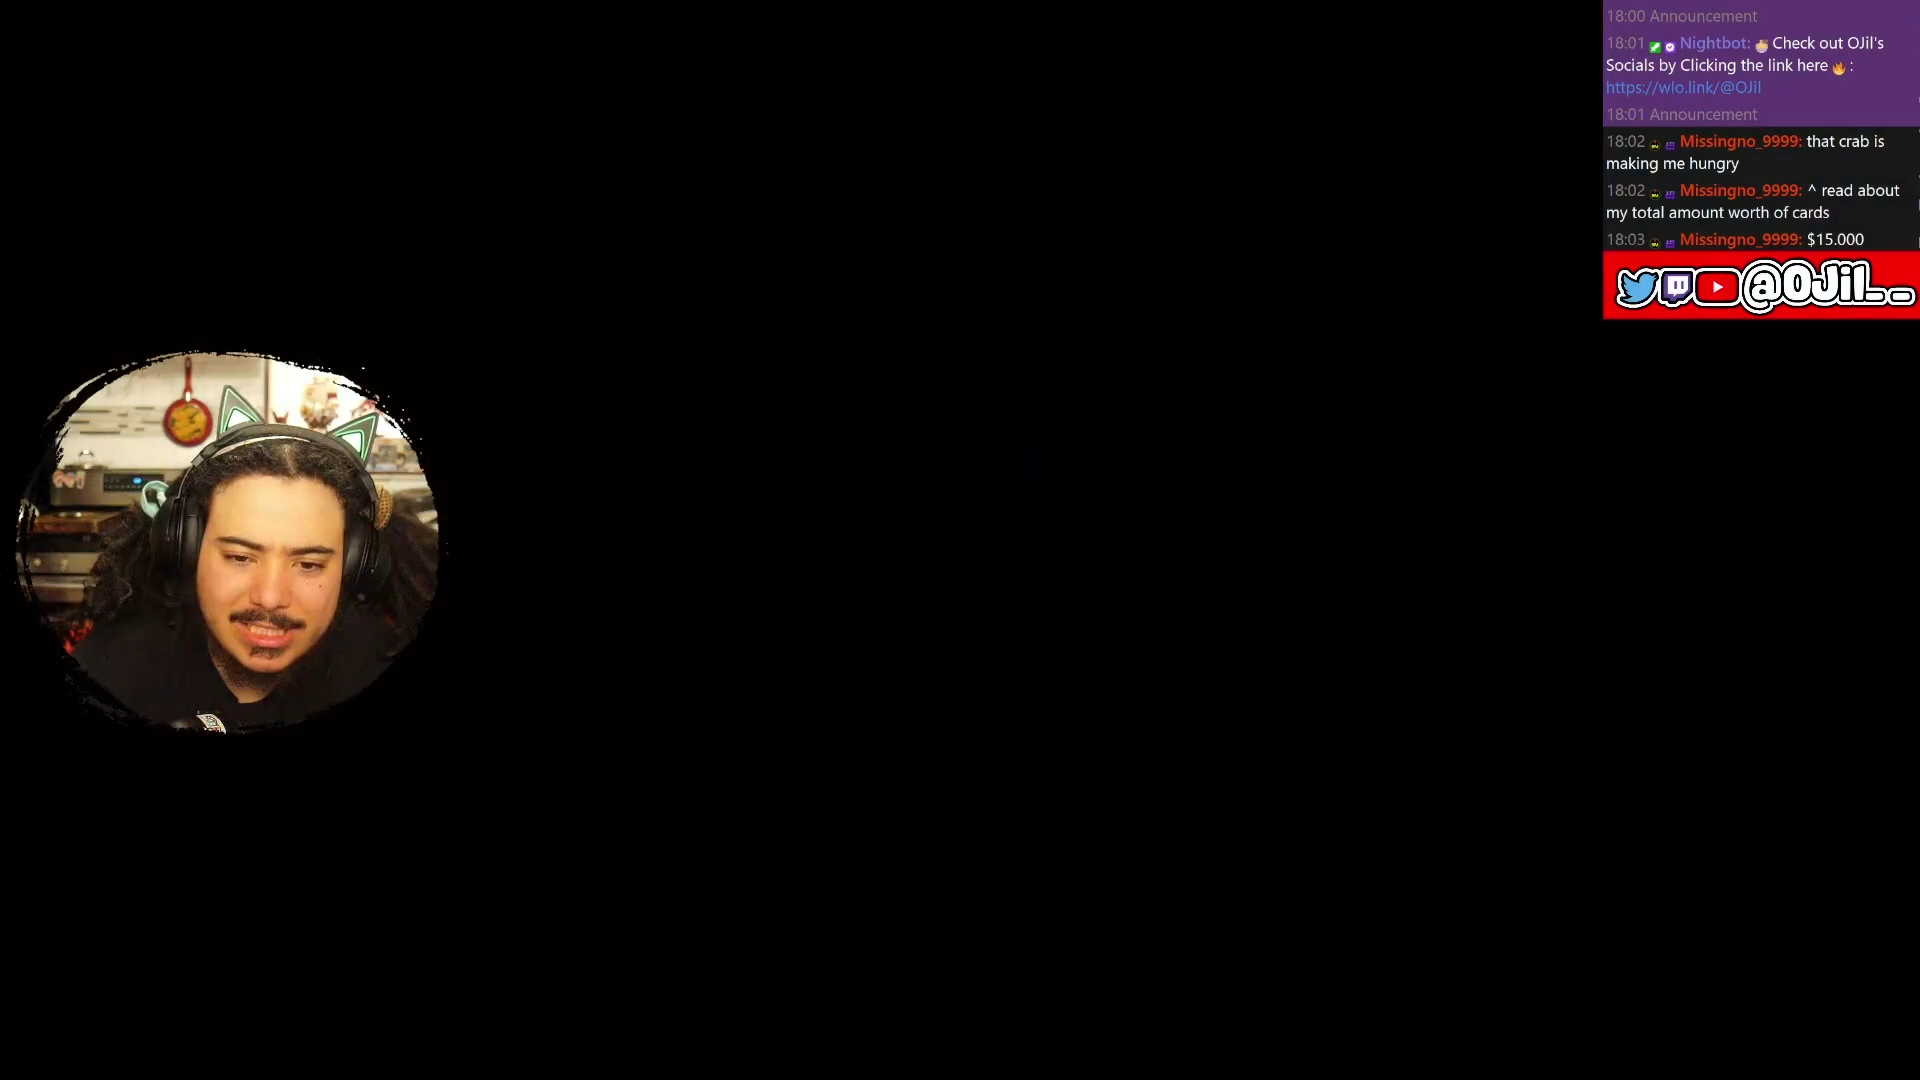 18:00 Announcement
18:01 Nightbot: Check out OJil's
Socials by Clicking the link here :
https://wlo.link/@OJil
18:01 Announcement
18:02 Missingno_9999: that crab is
making me hungry
18:02 Missingno_9999: ^ read about
my total amount worth of cards
18:03 Missingno_9999: $15.000
@OJil_ _